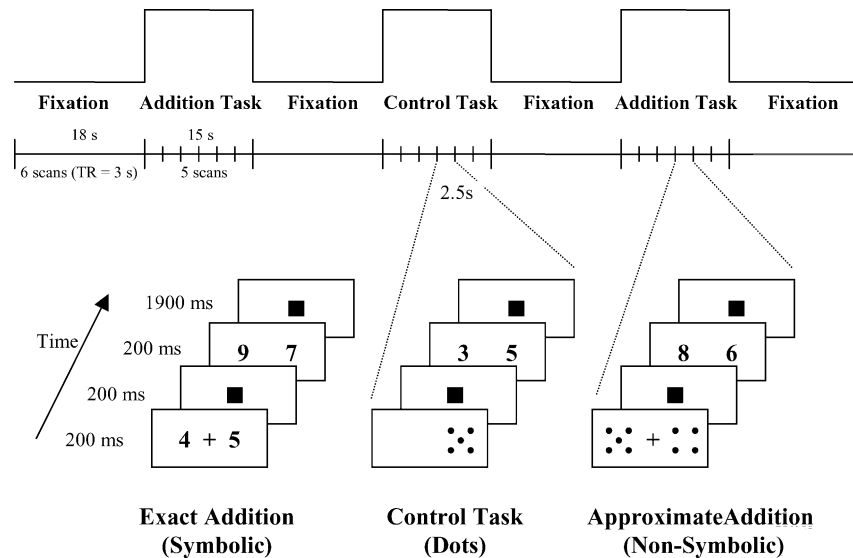 Fixation Addition Task Fixation Control Task Fixation Addition Task Fixation
18 s 15 s
6 scans (TR = 3 s) 5 scans
2.5s
1900 ms
Time
200 ms 9 7 3 5 8 6
200 ms
200 ms 4 + 5 +
Exact Addition Control Task ApproximateAddition
(Symbolic) (Dots) (Non-Symbolic)